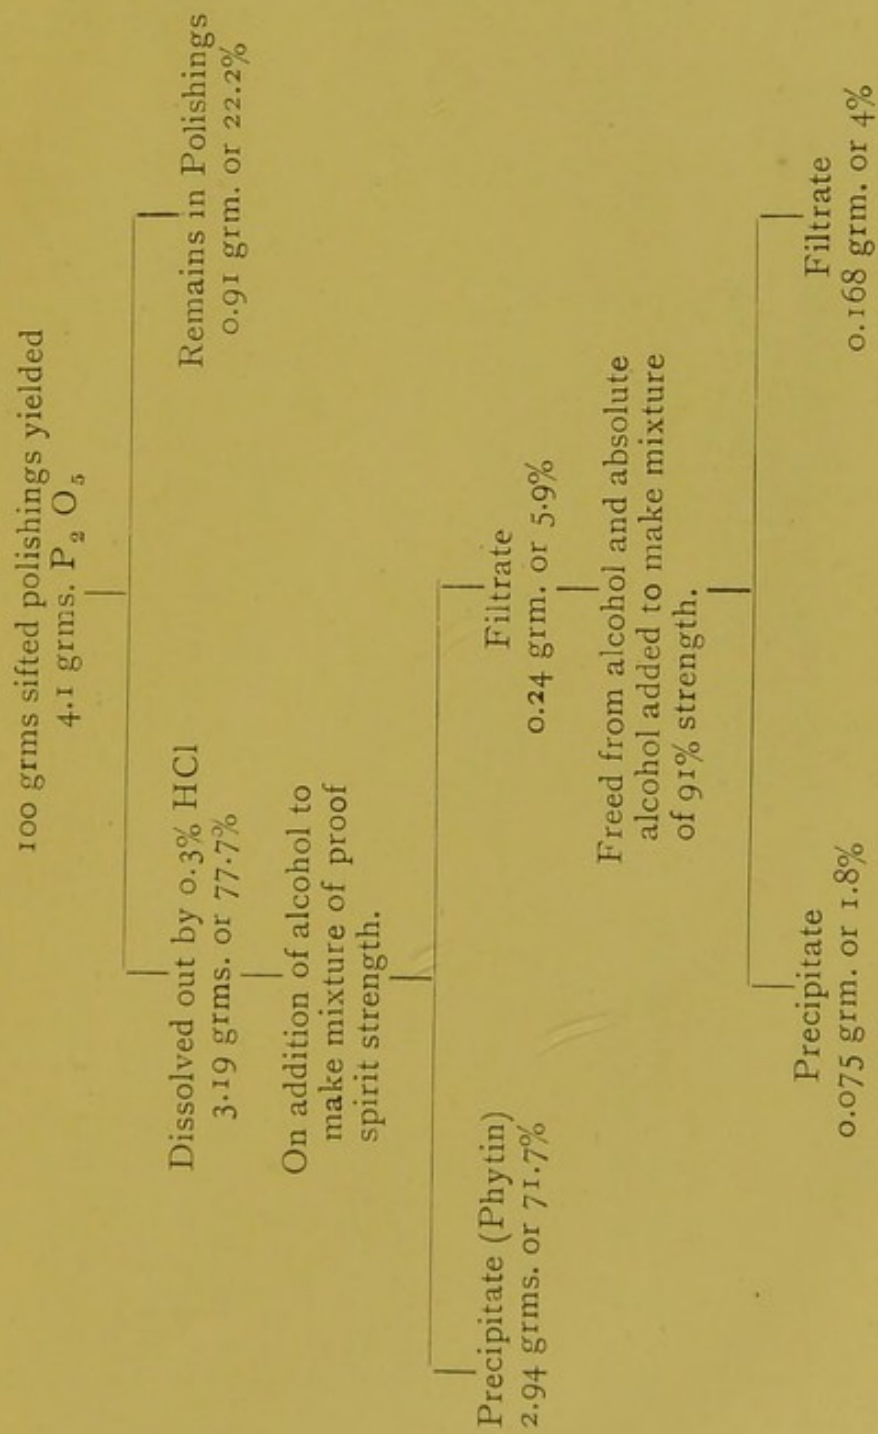 100 grms sifted polishings yielded
4.1 grms. P₂ O₅
Dissolved out by 0.3% HCl
3.19 grms. or 77.7%
Remains in Polishings
0.91 grm. or 22.2%
On addition of alcohol to
make mixture of proof
spirit strength.
Precipitate (Phytin)
2.94 grms. or 71.7%
Filtrate
0.24 grm. or 5.9%
Freed from alcohol and absolute
alcohol added to make mixture
of 91% strength.
Precipitate
0.075 grm. or 1.8%
Filtrate
0.168 grm. or 4%